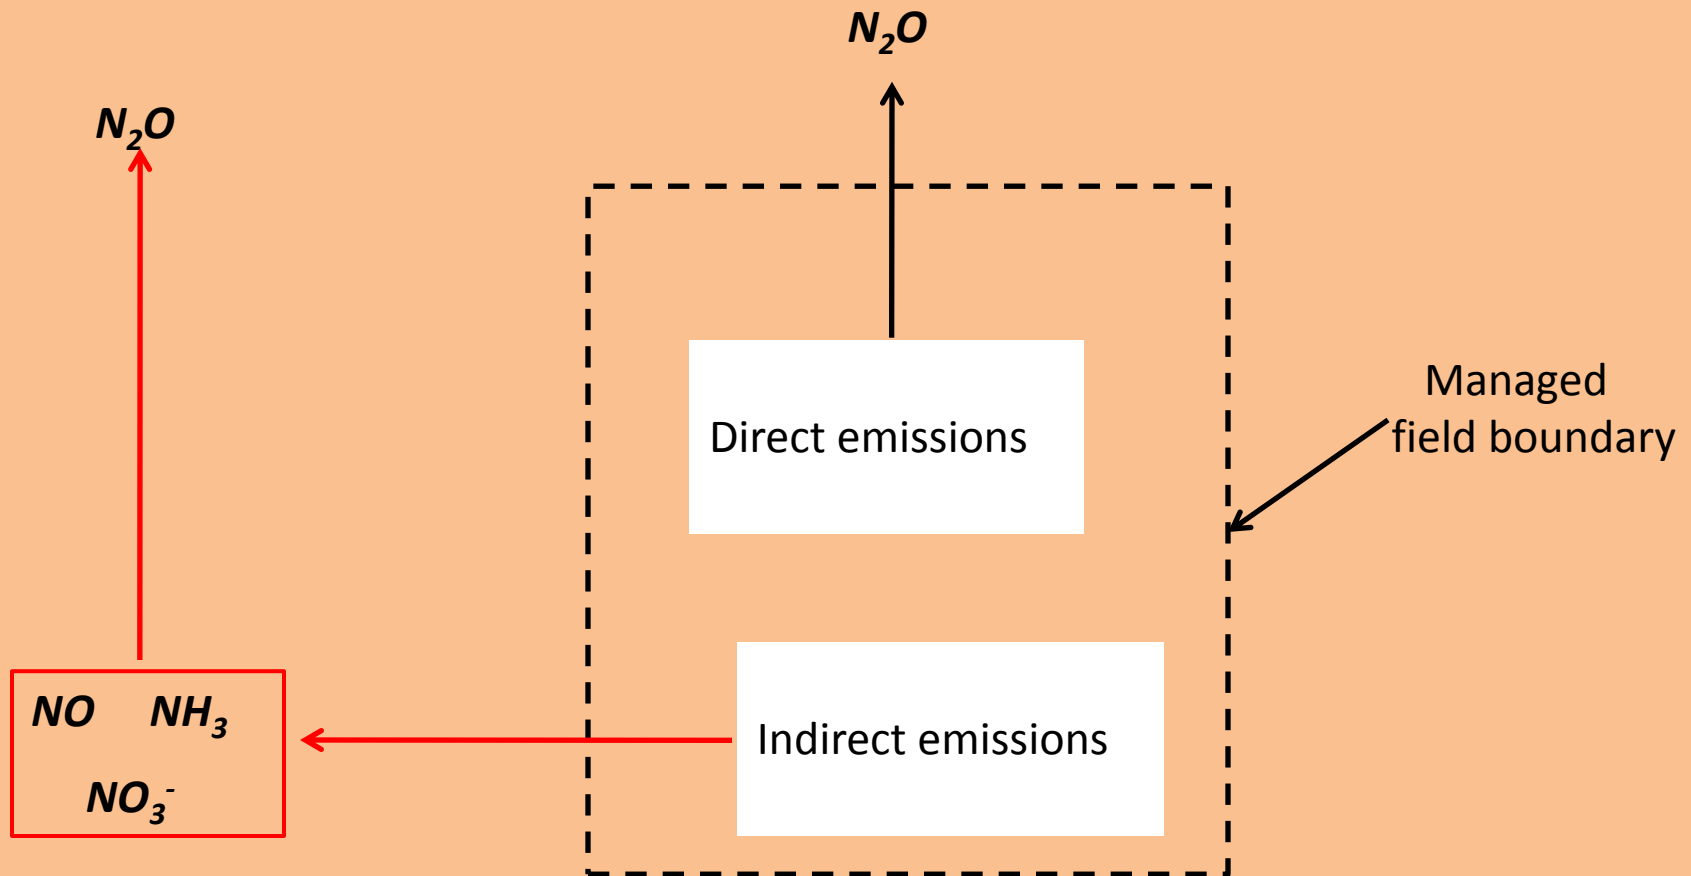 N₂O
N₂O
Direct emissions
Managed
field boundary
NO NH₃
Indirect emissions
NO₃⁻